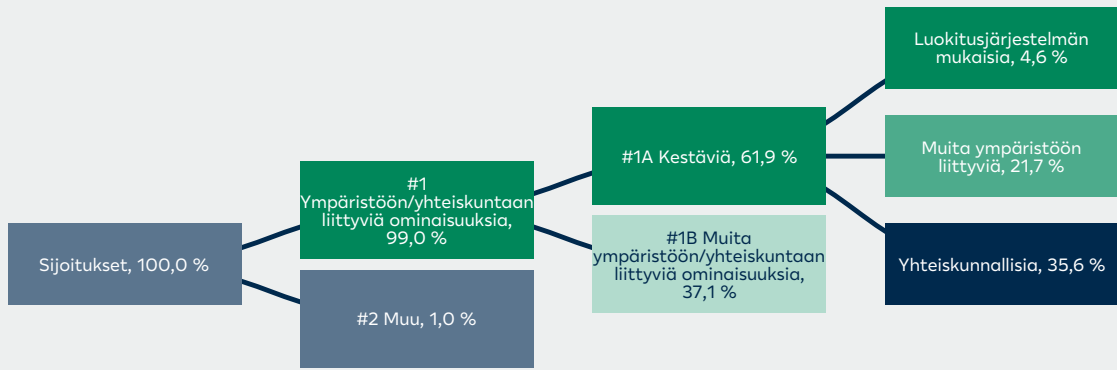 Sijoitukset, 100,0 %
#1
Ympäristöön/yhteiskuntaan
liittyviä ominaisuuksia,
99,0 %
#2 Muu, 1,0 %
#1A Kestäviä, 61,9 %
#1B Muita
ympäristöön/yhteiskuntaan
liittyviä ominaisuuksia,
37,1 %
Luokitusjärjestelmän
mukaisia, 4,6 %
Muita ympäristöön
liittyviä, 21,7 %
Yhteiskunnallisia, 35,6 %